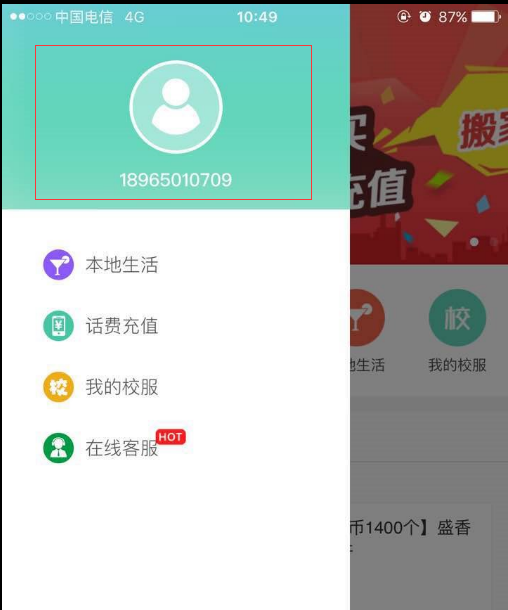 中国电信 4G 10:49 87%
买
搬
充值
18965010709
本地生活
话费充值
校
我的校服
校
地生活
我的校服
在线客服
HOT
币1400个】盛香